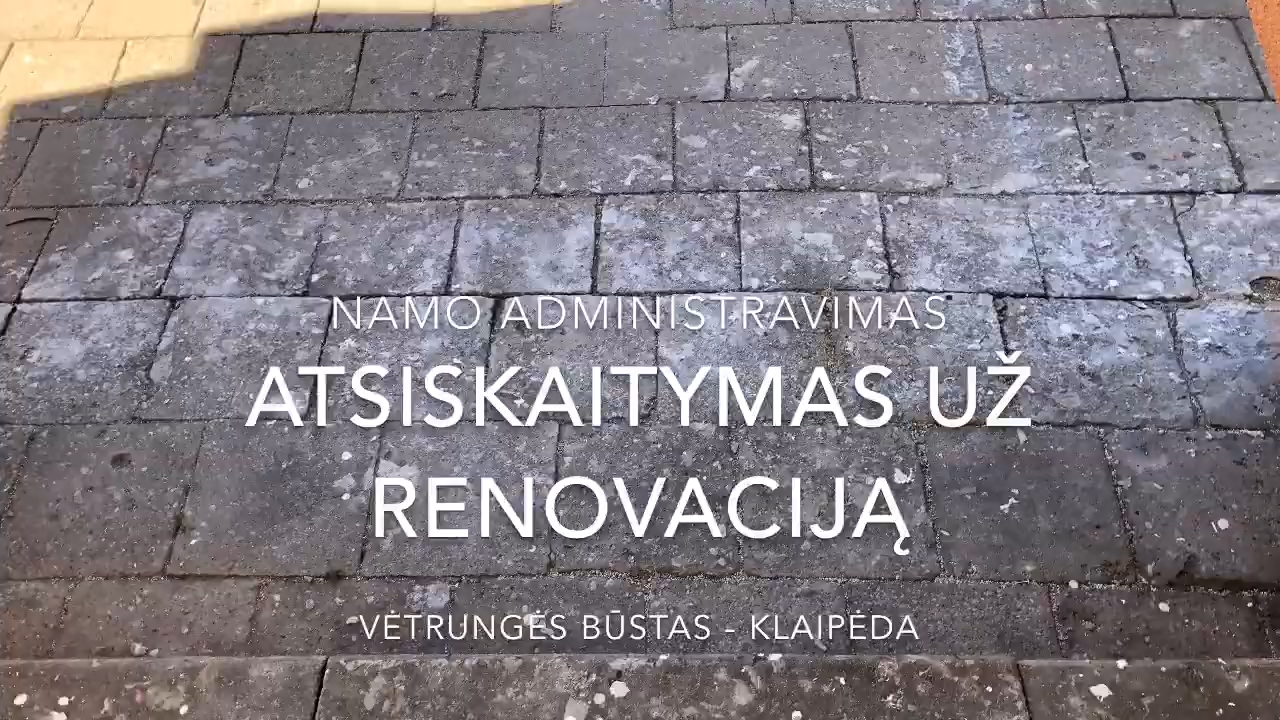 NAMO ADMINISTRAVIMAS
ATSISKAITYMAS UŽ
RENOVACIJĄ
VĖTRUNGĖS BŪSTAS - KLAIPĖDA